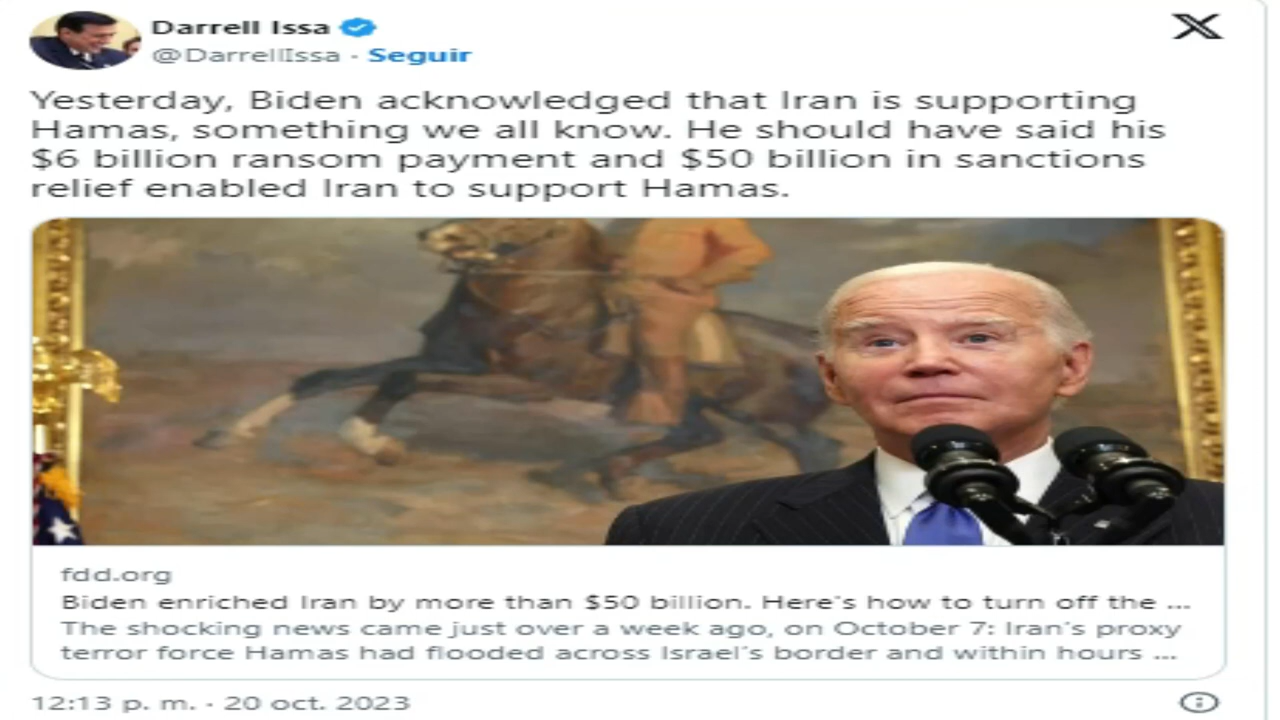 Darrell Issa
@DarrellIssa · Seguir
Yesterday, Biden acknowledged that Iran is supporting
Hamas, something we all know. He should have said his
$6 billion ransom payment and $50 billion in sanctions
relief enabled Iran to support Hamas.
fdd.org
Biden enriched Iran by more than $50 billion. Here's how to turn off the ...
The shocking news came just over a week ago, on October 7: Iran's proxy
terror force Hamas had flooded across Israel's border and within hours ...
12:13 p. m. · 20 oct. 2023